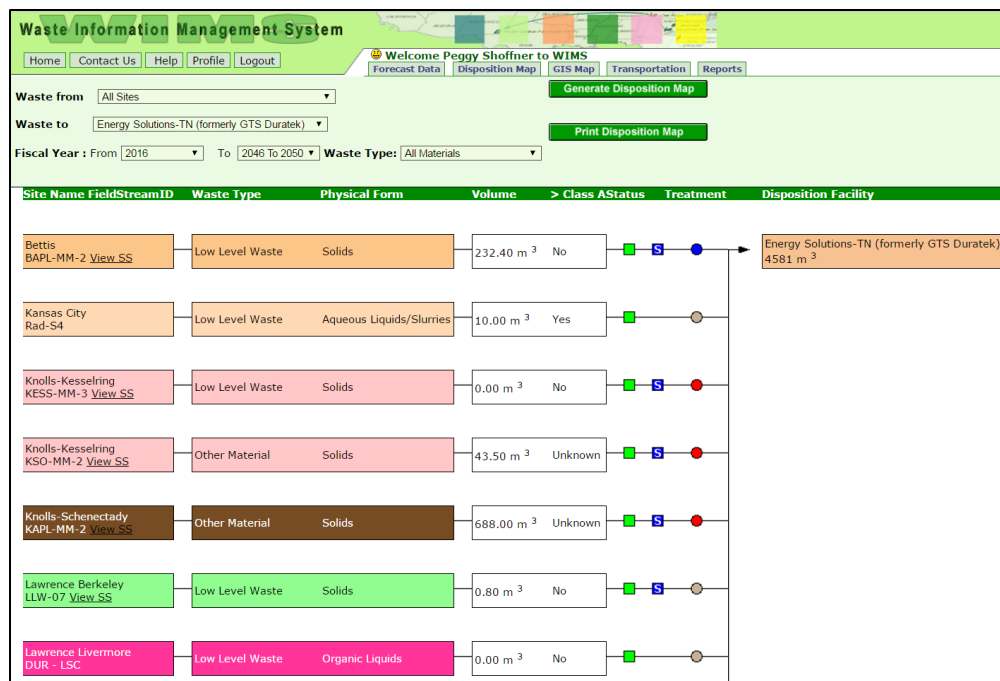 Waste Information Management System
Home Contact Us Help Profile Logout
Welcome Peggy Shoffner to WIMS
Forecast Data Disposition Map GIS Map Transportation Reports
Waste from All Sites
Generate Disposition Map
Waste to Energy Solutions-TN (formerly GTS Duratek)
Print Disposition Map
Fiscal Year : From 2016 To 2046 To 2050 Waste Type: All Materials
Site Name FieldStreamID Waste Type Physical Form Volume > Class AStatus Treatment Disposition Facility
Bettis
BAPL-MM-2 View SS
Low Level Waste Solids 232.40 m 3 No S
Energy Solutions-TN (formerly GTS Duratek)
4581 m 3
Kansas City
Rad-S4
Low Level Waste Aqueous Liquids/Slurries 10.00 m 3 Yes
Knolls-Kesselring
KESS-MM-3 View SS
Low Level Waste Solids 0.00 m 3 No S
Knolls-Kesselring
KSO-MM-2 View SS
Other Material Solids 43.50 m 3 Unknown S
Knolls-Schenectady
KAPL-MM-2 View SS
Other Material Solids 688.00 m 3 Unknown S
Lawrence Berkeley
LLW-07 View SS
Low Level Waste Solids 0.80 m 3 No S
Lawrence Livermore
DUR - LSC
Low Level Waste Organic Liquids 0.00 m 3 No